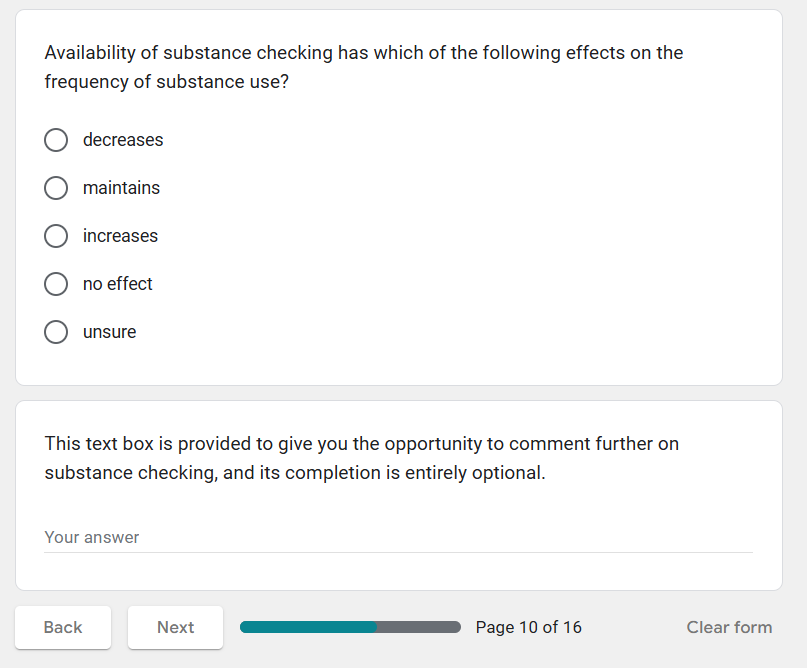 Availability of substance checking has which of the following effects on the
frequency of substance use?
decreases
maintains
increases
no effect
unsure
This text box is provided to give you the opportunity to comment further on
substance checking, and its completion is entirely optional.
Your answer
Back
Next
Page 10 of 16
Clear form